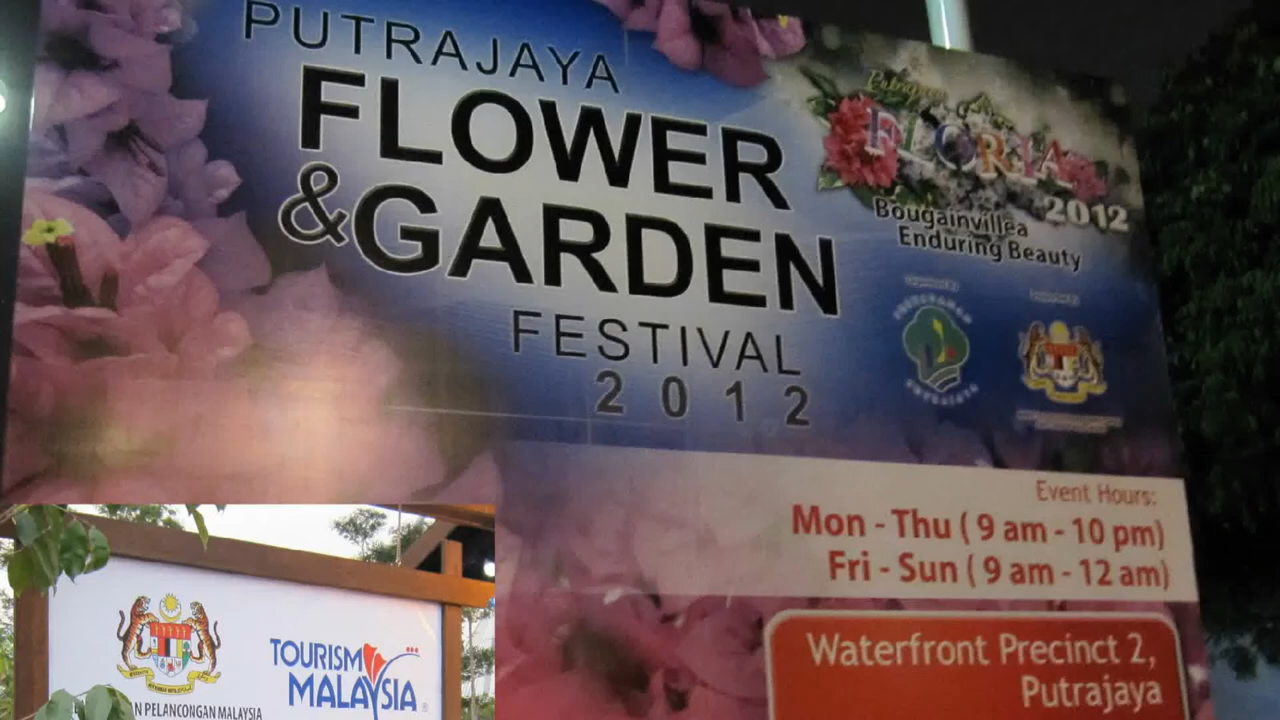 PUTRAJAYA
FLOWER
&GARDEN
FESTIVAL
2012
Putrajaya
FLORIA
2012
Bougainvillea
Enduring Beauty
Event Hours:
Mon - Thu ( 9 am - 10 pm)
Fri - Sun ( 9 am - 12 am)
Waterfront Precinct 2,
Putrajaya
TOURISM
MALAYSIA
AN PELANCONGAN MALAYSIA